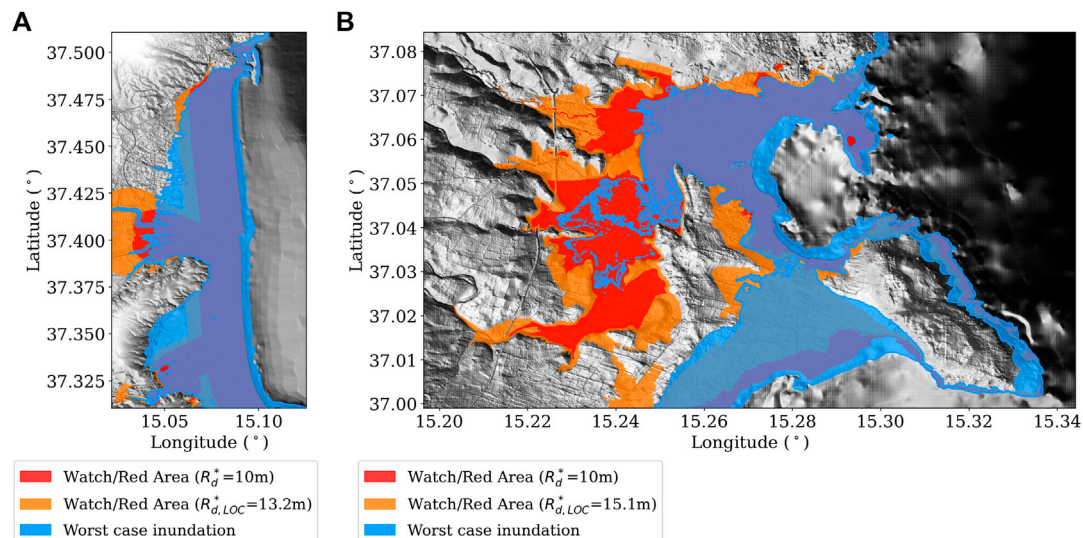 A
B
37.500
37.475
37.450
37.425
37.400
37.375
37.350
37.325
Latitude (°)
15.050 15.075 15.100
Longitude (°)
37.08
37.07
37.06
37.05
37.04
37.03
37.02
37.01
37.00
Latitude (°)
15.20 15.22 15.24 15.26 15.28 15.30 15.32 15.34
Longitude (°)
Watch/Red Area (R*d=10m)
Watch/Red Area (R*d,LOC=13.2m)
Worst case inundation
Watch/Red Area (R*d=10m)
Watch/Red Area (R*d,LOC=15.1m)
Worst case inundation